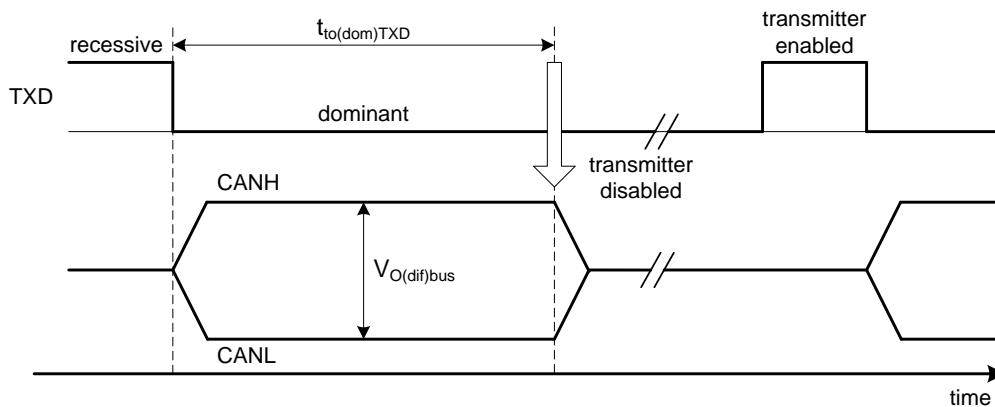 t_to(dom)TXD
transmitter
enabled
recessive
TXD
dominant
transmitter
disabled
CANH
V_O(dif)bus
CANL
time